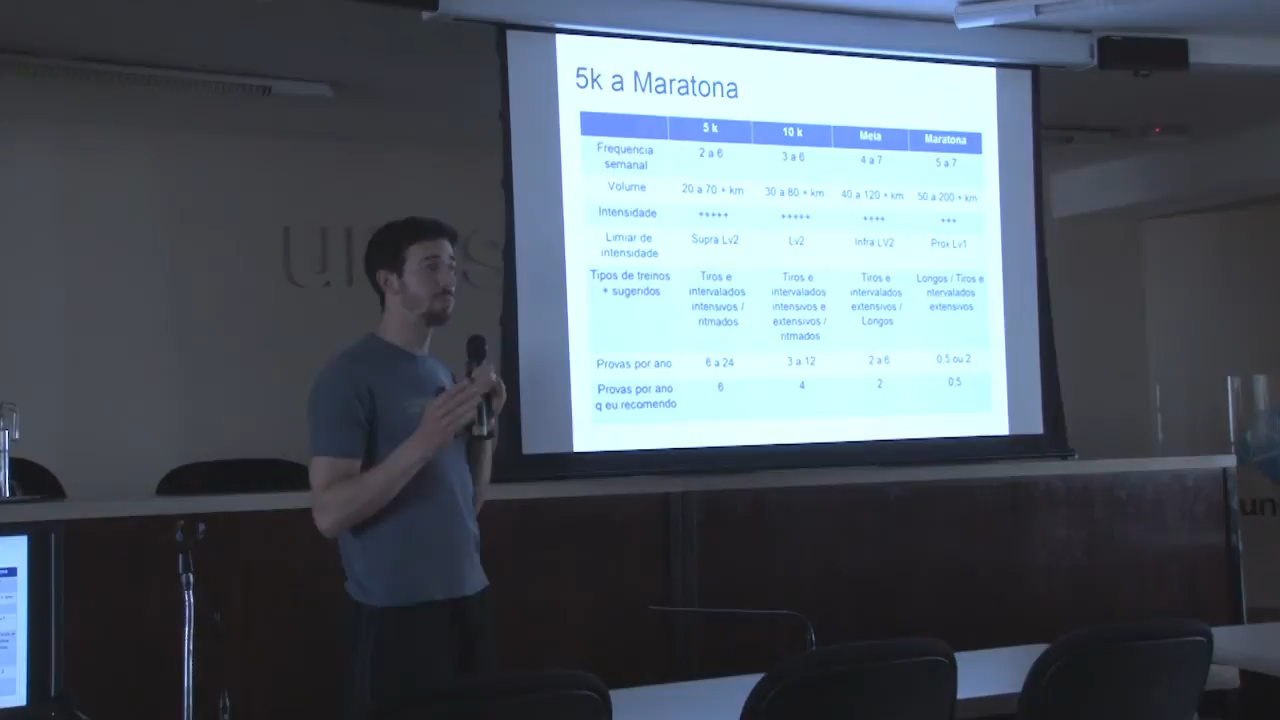 5k a Maratona
5 k 10 k Meia Maratona
Frequencia semanal 2 a 6 3 a 6 4 a 7 5 a 7
Volume 20 a 70 + km 30 a 80 + km 40 a 120 + km 50 a 200 + km
Intensidade +++++ +++++ ++++ +++
Limiar de intensidade Supra Lv2 Lv2 Infra LV2 Prox Lv1
Tipos de treinos + sugeridos Tiros e intervalados intensivos / ritmados Tiros e intervalados intensivos e extensivos / ritmados Tiros e intervalados extensivos / Longos Longos / Tiros e ntervalados extensivos
Provas por ano 6 a 24 3 a 12 2 a 6 0,5 ou 2
Provas por ano q eu recomendo 6 4 2 0,5
un